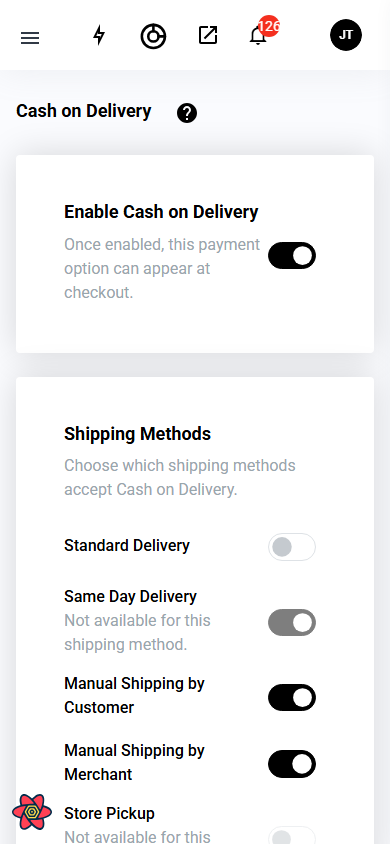 126
JT
Cash on Delivery
?
Enable Cash on Delivery
Once enabled, this payment
option can appear at
checkout.
Shipping Methods
Choose which shipping methods
accept Cash on Delivery.
Standard Delivery
Same Day Delivery
Not available for this
shipping method.
Manual Shipping by
Customer
Manual Shipping by
Merchant
Store Pickup
Not available for this